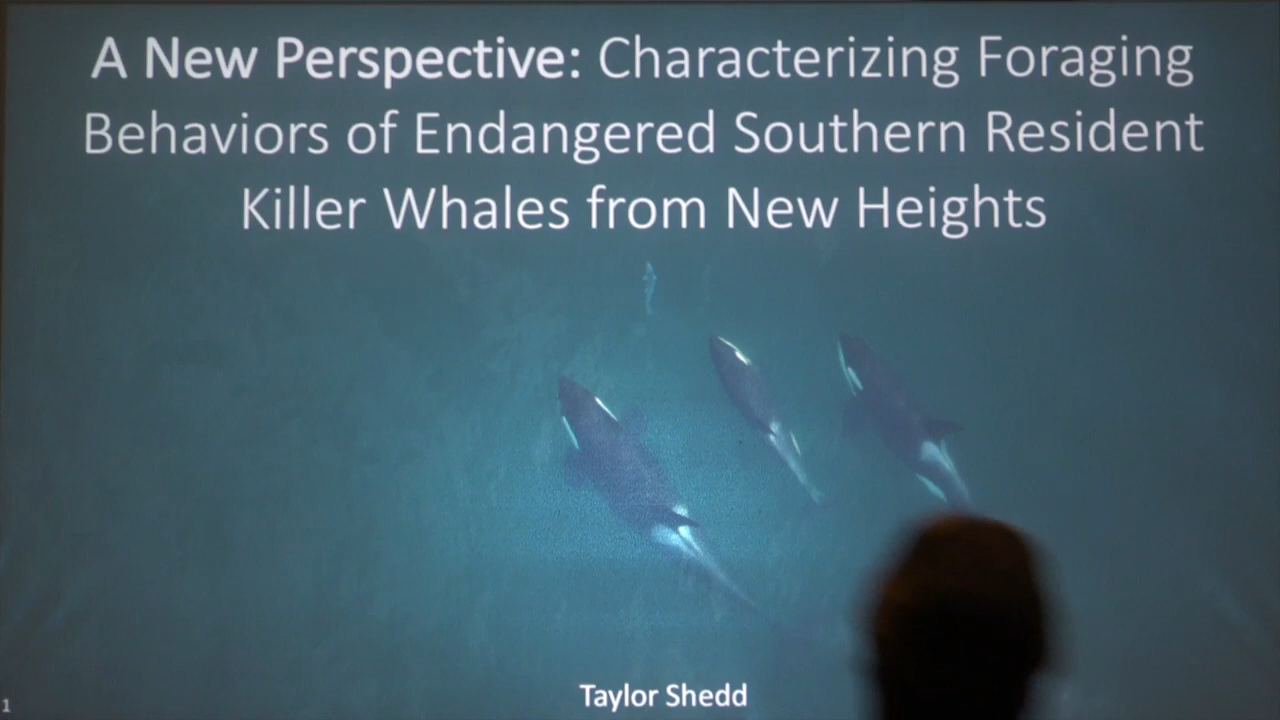 A New Perspective: Characterizing Foraging
Behaviors of Endangered Southern Resident
Killer Whales from New Heights
Taylor Shedd
1